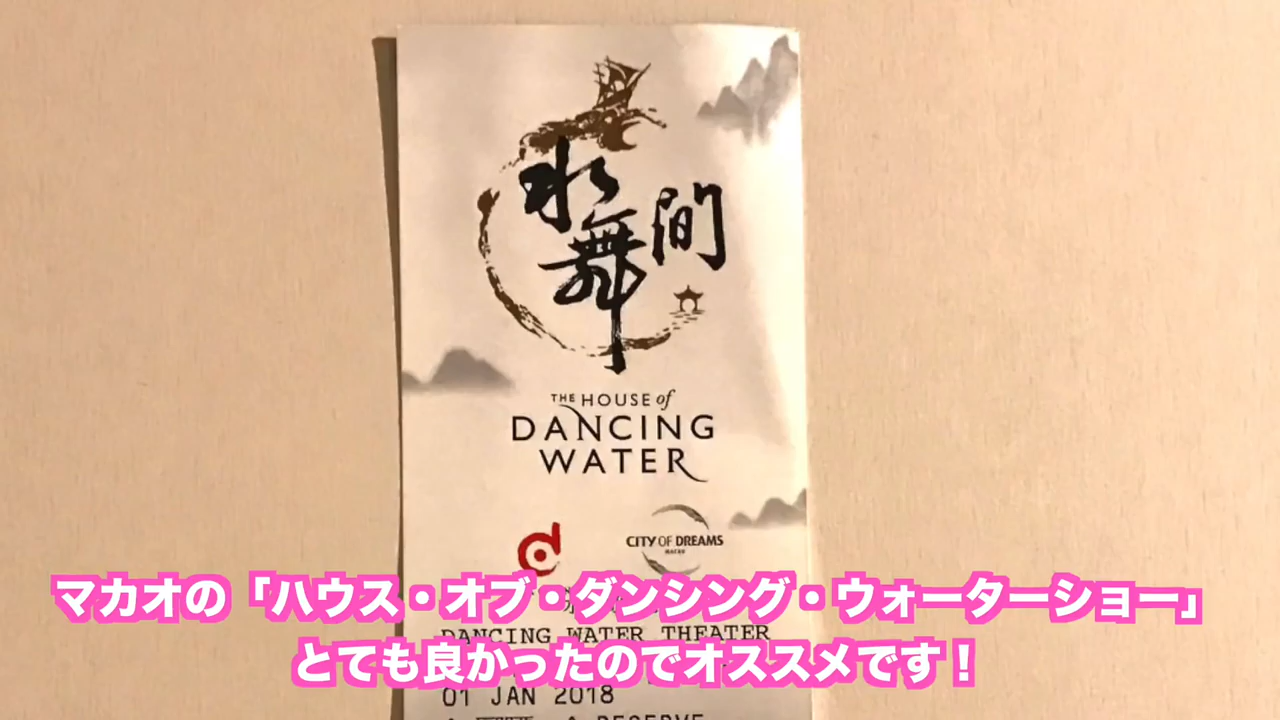 水舞間
THE HOUSE of
DANCING
WATER
CITY OF DREAMS
MACAU
マカオの「ハウス・オブ・ダンシング・ウォーターショー」
DANCING WATER THEATER
とても良かったのでオススメです！
01 JAN 2018
RESERVE